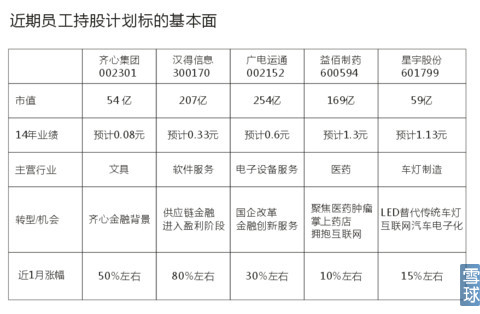 近期员工持股计划标的基本面
齐心集团 汉得信息 广电运通 益佰制药 星宇股份
002301 300170 002152 600594 601799
市值 54 亿 207亿 254亿 169亿 59亿
14年业绩 预计0.08元 预计0.33元 预计0.6元 预计1.3元 预计1.13元
主营行业 文具 软件服务 电子设备服务 医药 车灯制造
转型/机会 齐心金融背景 供应链金融 进入盈利阶段 国企改革 金融创新服务 聚焦医药肿瘤 掌上药店 拥抱互联网 LED替代传统车灯 互联网汽车电子化
近1月涨幅 50%左右 80%左右 30%左右 10%左右 15%左右
雪球